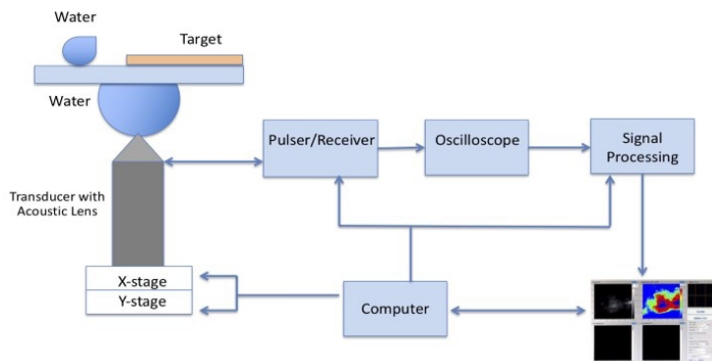 Water
Target
Water
Pulser/Receiver
Oscilloscope
Signal
Processing
Transducer with
Acoustic Lens
X-stage
Y-stage
Computer